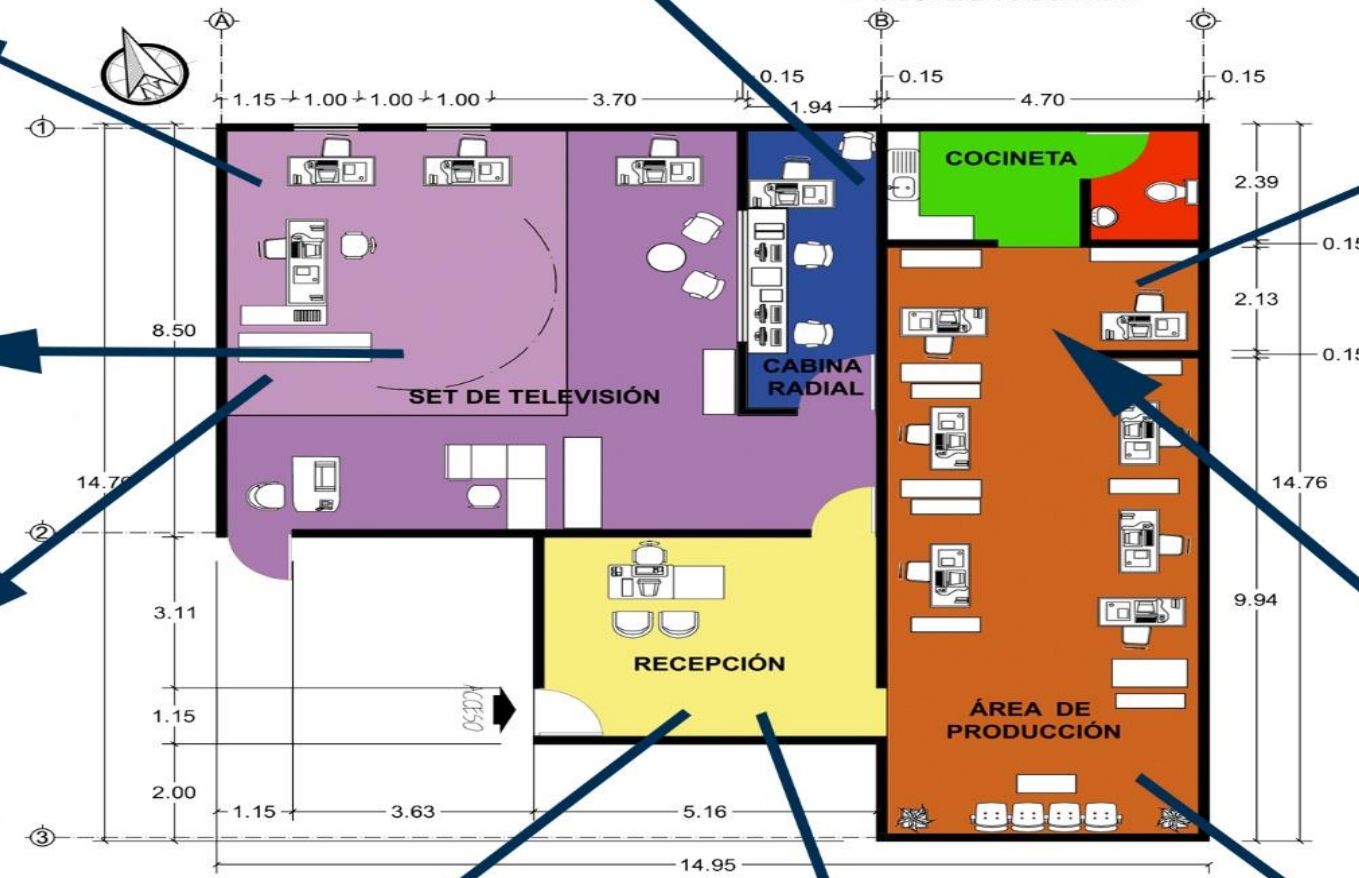 A
B
C
0.15
0.15
0.15
1.15
1.00
1.00
1.00
3.70
1.94
4.70
N
1
COCINETA
2.39
0.15
2.13
8.50
0.15
CABINA
RADIAL
SET DE TELEVISIÓN
14.76
2
3.11
9.94
RECEPCIÓN
ACCESO
1.15
ÁREA DE
PRODUCCIÓN
2.00
1.15
3.63
5.16
3
14.95